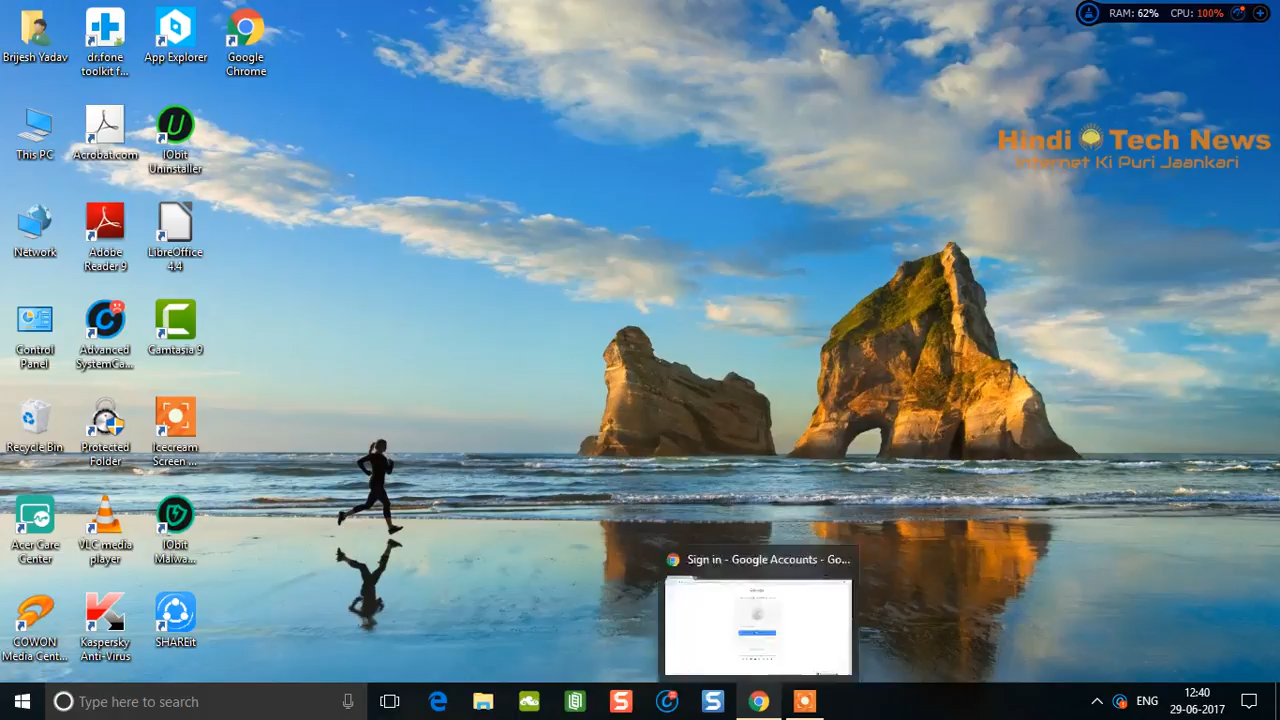 RAM: 62% CPU: 100%
Brijesh Yadav
dr.fone
toolkit f...
App Explorer
Google
Chrome
Hindi Tech News
Internet Ki Puri Jaankari
This PC
Acrobat.com
IObit
Uninstaller
Network
Adobe
Reader 9
LibreOffice
4.4
Control
Panel
Advanced
SystemCa...
Camtasia 9
Recycle Bin
Protected
Folder
Icecream
Screen ...
Acer Care
Center
VLC media
player
IObit
Malwa...
Sign in - Google Accounts - Go...
COWON
Media Cent...
Kaspersky
Anti-Virus
SHAREit
Type here to search
ENG
12:40
29-06-2017